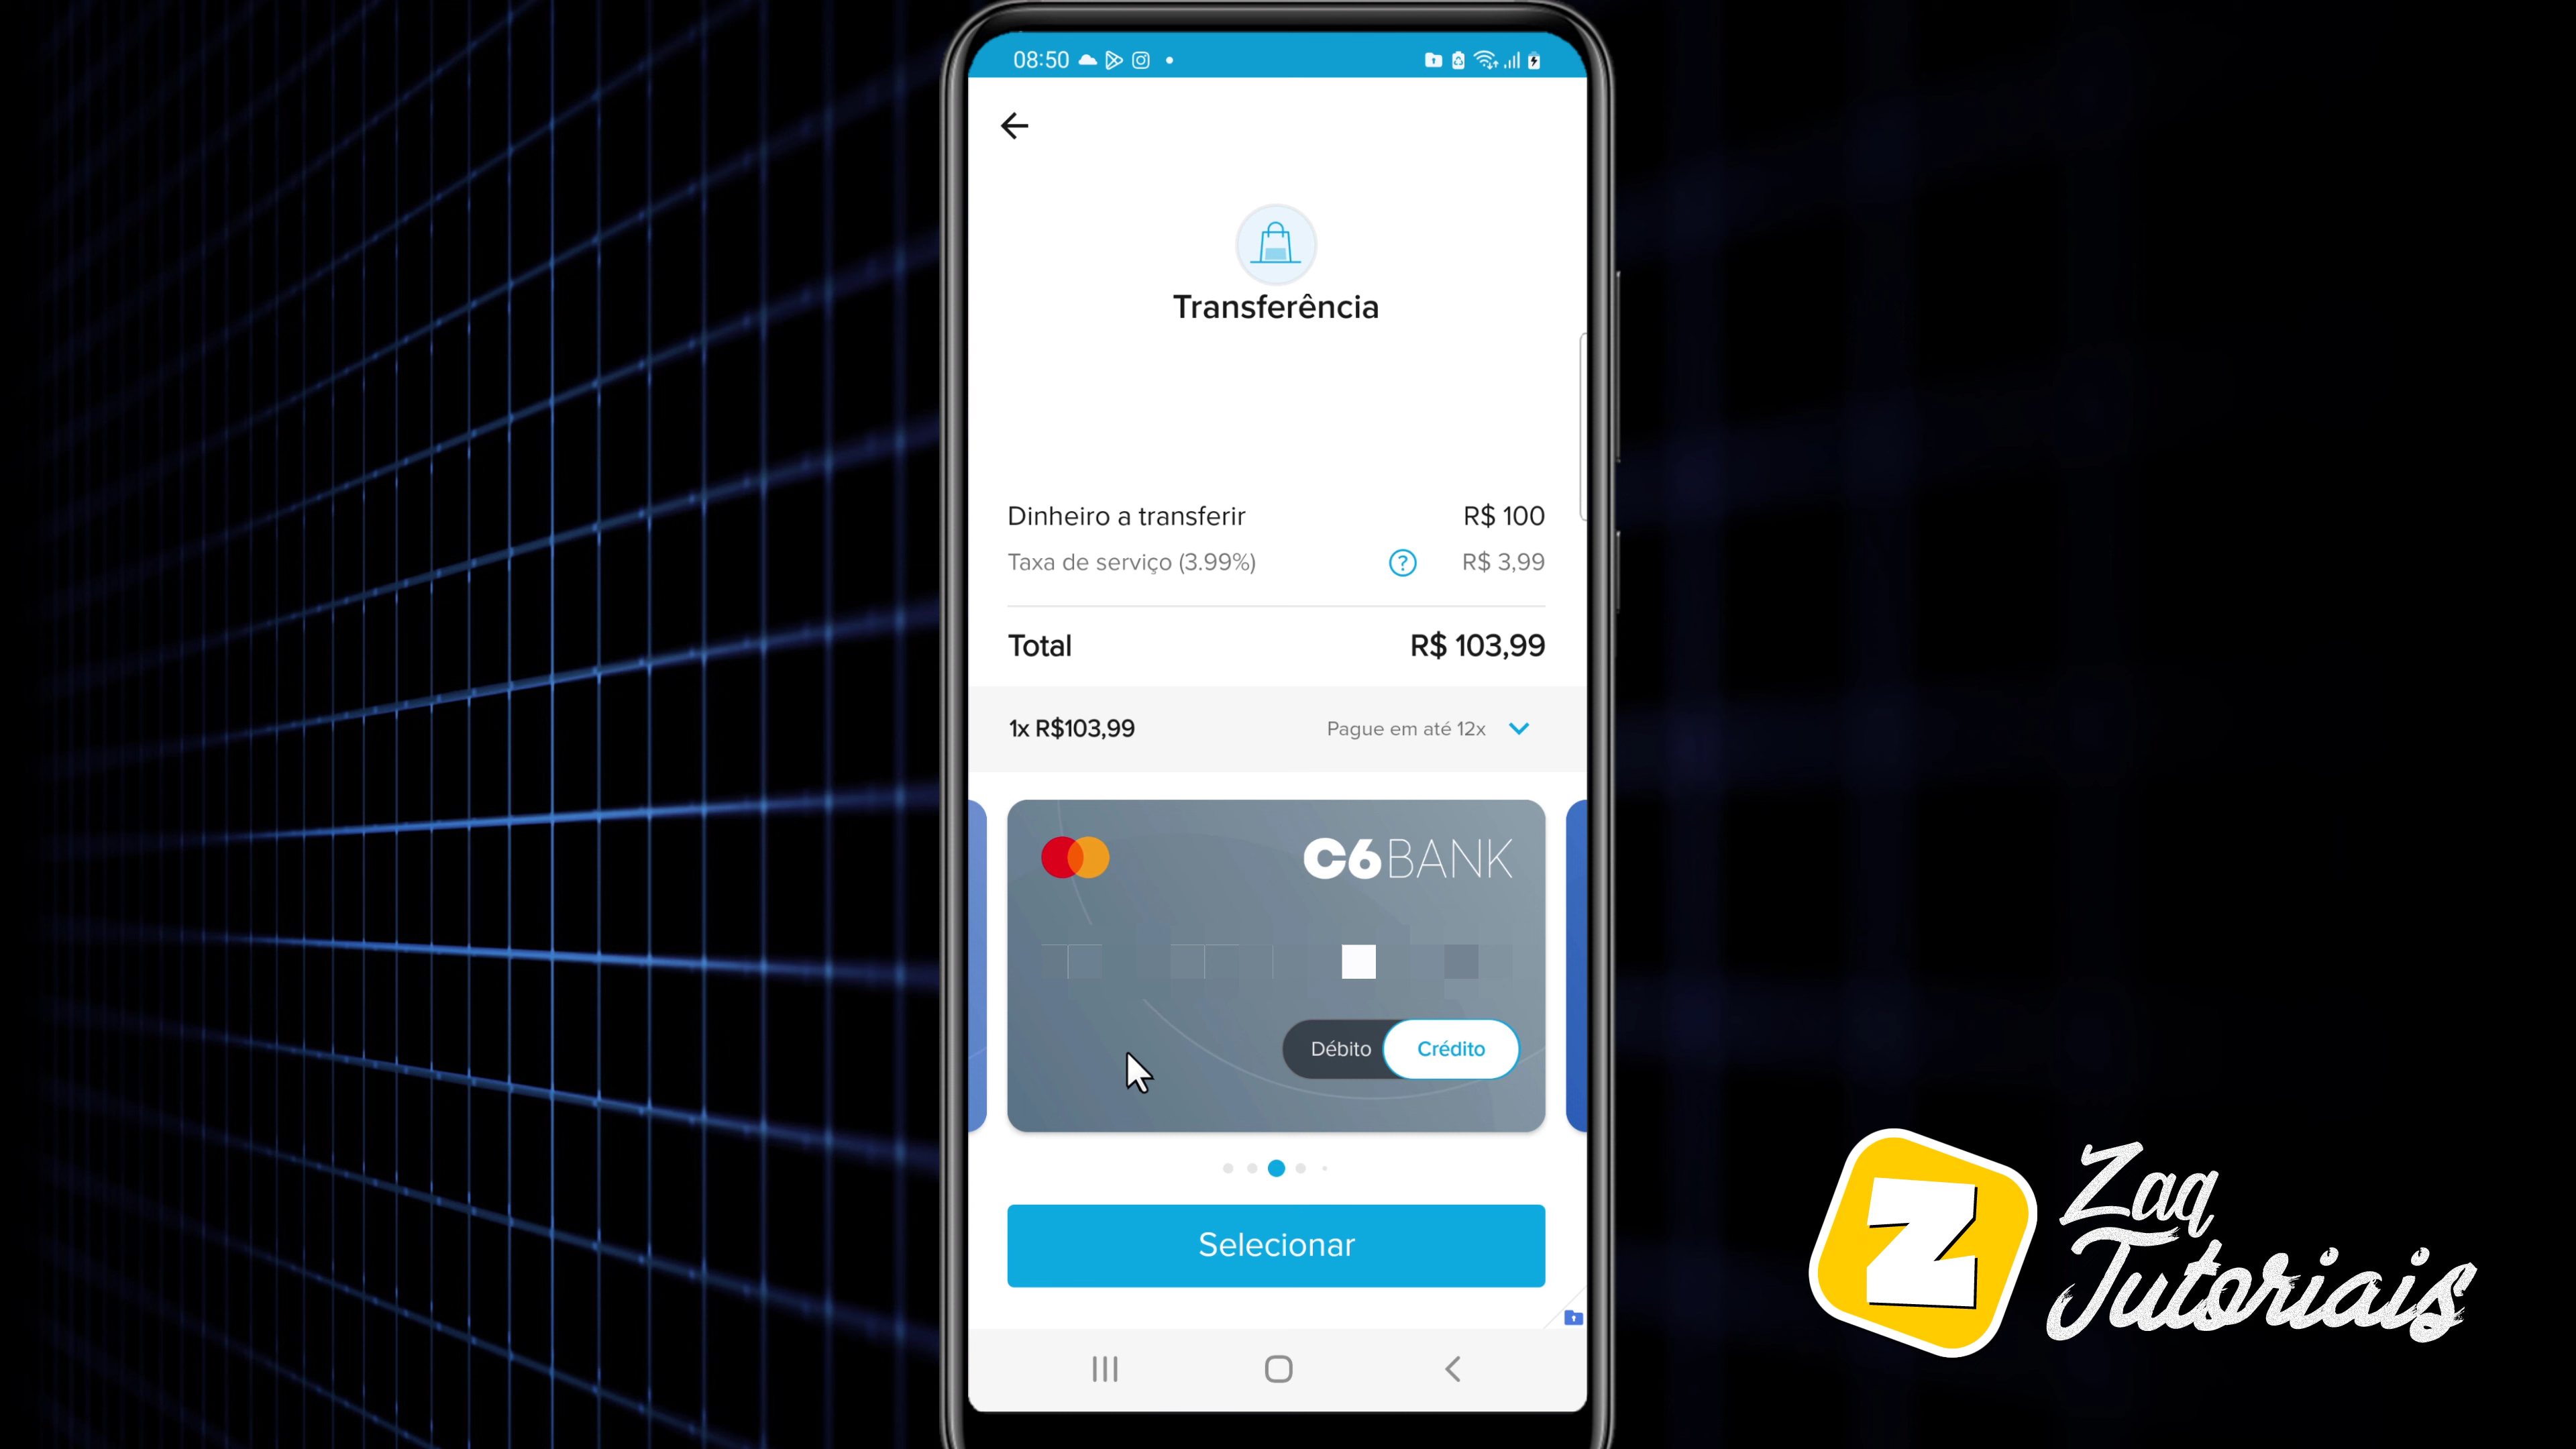 08:50
Transferência
Dinheiro a transferir R$ 100
Taxa de serviço (3.99%) ? R$ 3,99
Total R$ 103,99
1x R$103,99 Pague em até 12x
C6 BANK
Débito Crédito
Selecionar
Z Zaq
Tutoriais